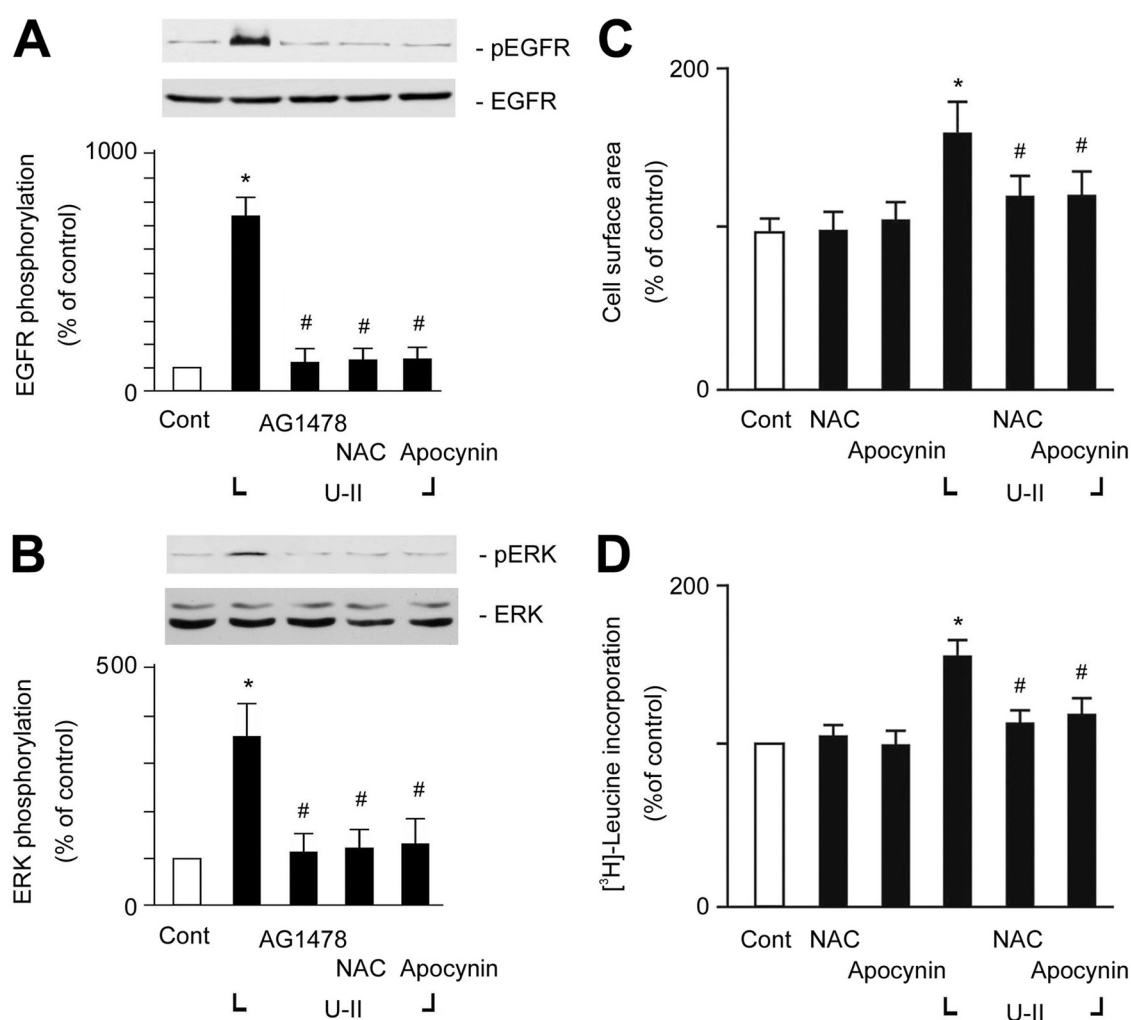 A
- pEGFR
- EGFR
1000
*
#
#
#
0
EGFR phosphorylation
(% of control)
Cont
AG1478
NAC
Apocynin
U-II
B
- pERK
- ERK
500
*
#
#
#
0
ERK phosphorylation
(% of control)
Cont
AG1478
NAC
Apocynin
U-II
C
200
*
#
#
0
Cell surface area
(% of control)
Cont
NAC
NAC
Apocynin
Apocynin
U-II
D
200
*
#
#
0
[³H]-Leucine incorporation
(%of control)
Cont
NAC
NAC
Apocynin
Apocynin
U-II